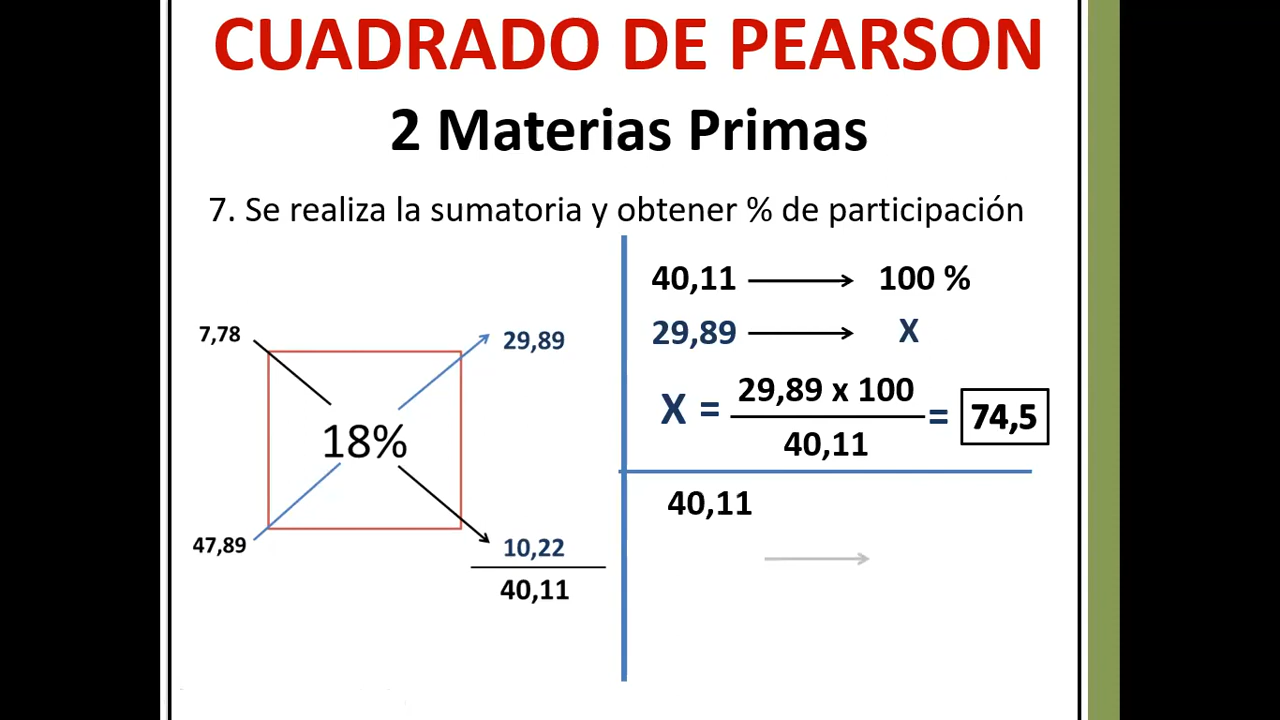 CUADRADO DE PEARSON
2 Materias Primas
7. Se realiza la sumatoria y obtener % de participación
7,78
29,89
18%
47,89
10,22
40,11
40,11 100 %
29,89 X
X = 29,89 x 100 = 74,5
40,11
40,11